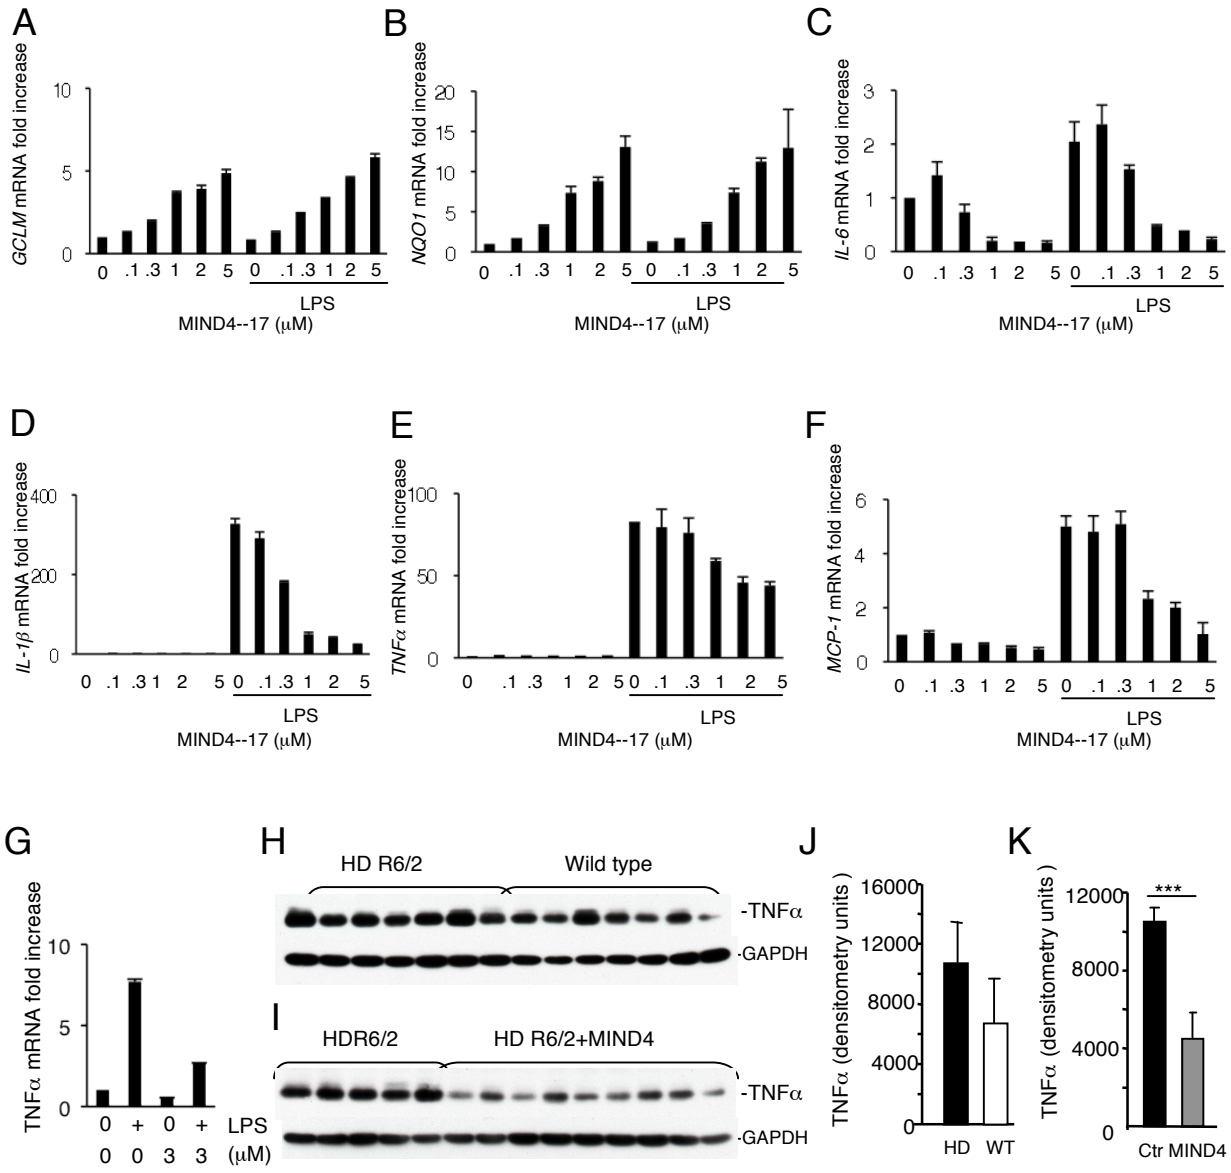 A
GCLM mRNA fold increase
10
5
0
0 .1 .3 1 2 5 0 .1 .3 1 2 5
LPS
MIND4--17 (μM)
B
NQO1 mRNA fold increase
20
15
10
5
0
0 .1 .3 1 2 5 0 .1 .3 1 2 5
LPS
MIND4--17 (μM)
C
IL-6 mRNA fold increase
3
2
1
0
0 .1 .3 1 2 5 0 .1 .3 1 2 5
LPS
MIND4--17 (μM)
D
IL-1β mRNA fold increase
400
200
0
0 .1 .3 1 2 5 0 .1 .3 1 2 5
LPS
MIND4--17 (μM)
E
TNFα mRNA fold increase
100
50
0
0 .1 .3 1 2 5 0 .1 .3 1 2 5
LPS
MIND4--17 (μM)
F
MCP-1 mRNA fold increase
6
4
2
0
0 .1 .3 1 2 5 0 .1 .3 1 2 5
LPS
MIND4--17 (μM)
G
TNFα mRNA fold increase
10
5
0
0 + 0 + LPS
0 0 3 3 (μM)
H
HD R6/2 Wild type
-TNFα
-GAPDH
I
HDR6/2 HD R6/2+MIND4
-TNFα
-GAPDH
J
TNFα (densitometry units )
16000
12000
8000
4000
0
HD WT
K
TNFα (densitometry units )
12000
8000
4000
0
***
Ctr MIND4